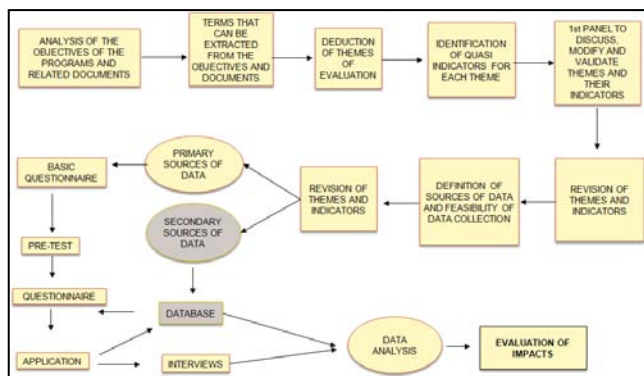 ANALYSIS OF THE
OBJECTIVES OF THE
PROGRAMS AND
RELATED DOCUMENTS
TERMS THAT
CAN BE
EXTRACTED
FROM THE
OBJECTIVES AND
DOCUMENTS
DEDUCTION OF
THEMES OF
EVALUATION
IDENTIFICATION
OF QUASI
INDICATORS FOR
EACH THEME
1st PANEL TO
DISCUSS,
MODIFY AND
VALIDATE
THEMES AND
THEIR
INDICATORS
REVISION OF
THEMES AND
INDICATORS
DEFINITION OF
SOURCES OF DATA
AND FEASIBILITY OF
DATA COLLECTION
REVISION OF
THEMES AND
INDICATORS
PRIMARY
SOURCES OF
DATA
SECONDARY
SOURCES OF
DATA
BASIC
QUESTIONNAIRE
PRE-TEST
QUESTIONNAIRE
APPLICATION
DATABASE
INTERVIEWS
DATA
ANALYSIS
EVALUATION OF
IMPACTS